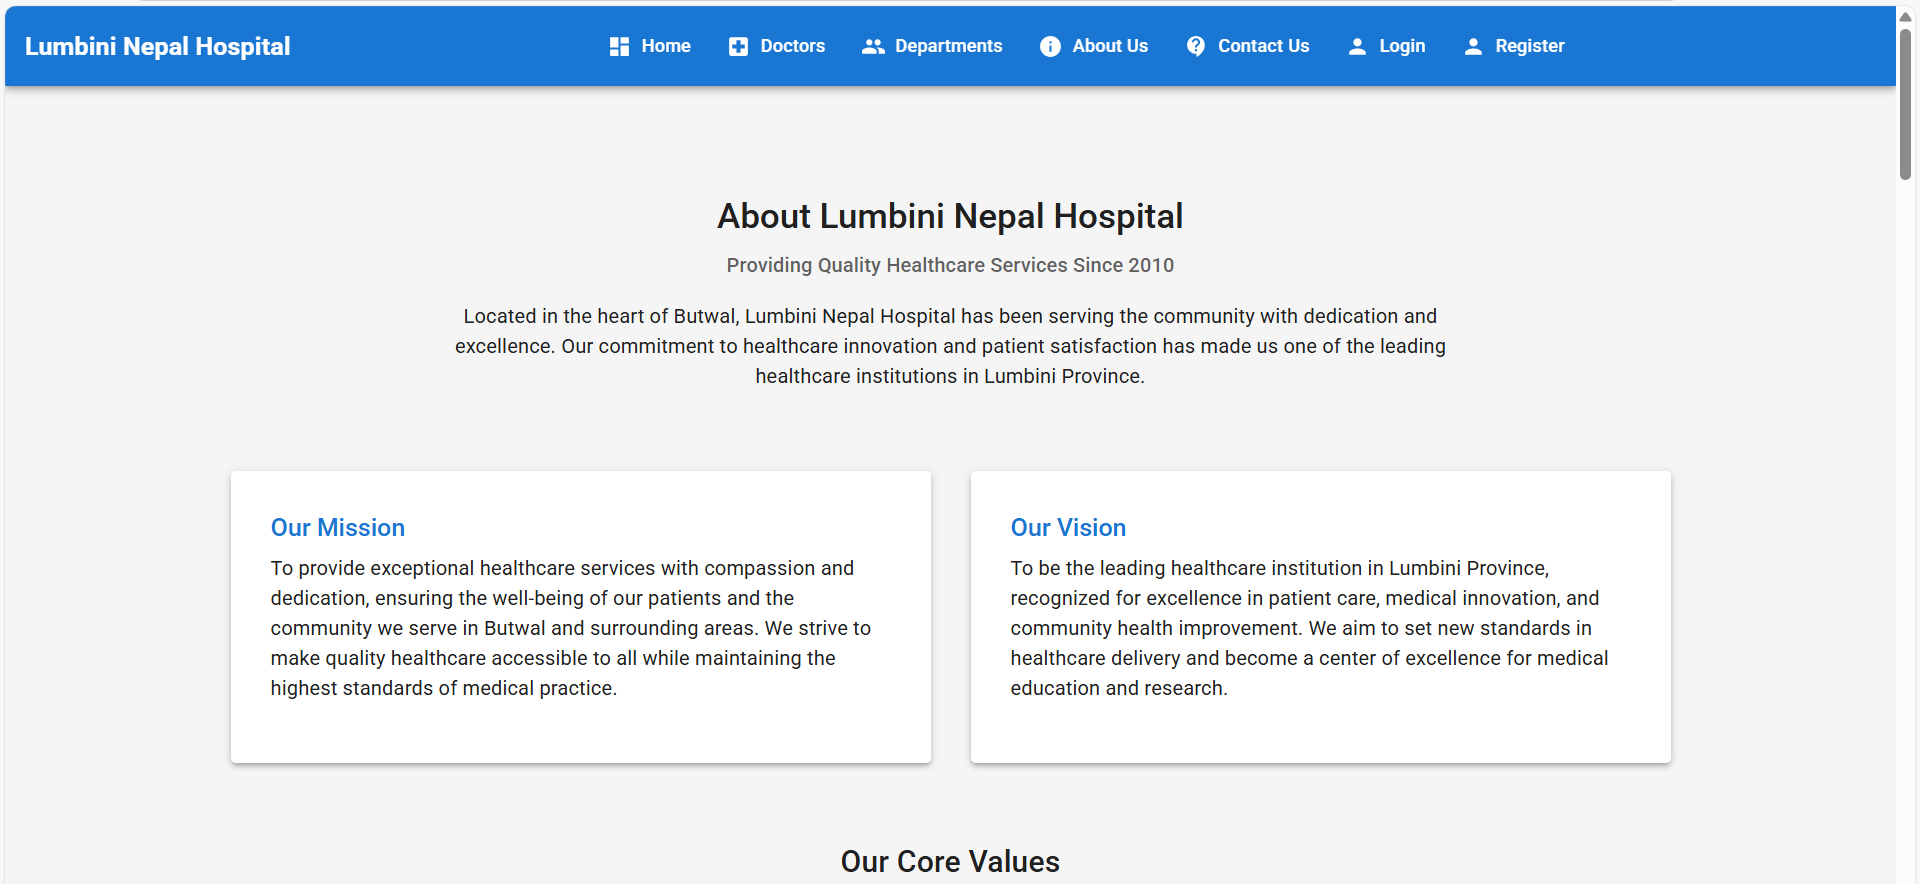 Lumbini Nepal Hospital
Home
Doctors
Departments
About Us
Contact Us
Login
Register
About Lumbini Nepal Hospital
Providing Quality Healthcare Services Since 2010
Located in the heart of Butwal, Lumbini Nepal Hospital has been serving the community with dedication and
excellence. Our commitment to healthcare innovation and patient satisfaction has made us one of the leading
healthcare institutions in Lumbini Province.
Our Mission
To provide exceptional healthcare services with compassion and
dedication, ensuring the well-being of our patients and the
community we serve in Butwal and surrounding areas. We strive to
make quality healthcare accessible to all while maintaining the
highest standards of medical practice.
Our Vision
To be the leading healthcare institution in Lumbini Province,
recognized for excellence in patient care, medical innovation, and
community health improvement. We aim to set new standards in
healthcare delivery and become a center of excellence for medical
education and research.
Our Core Values